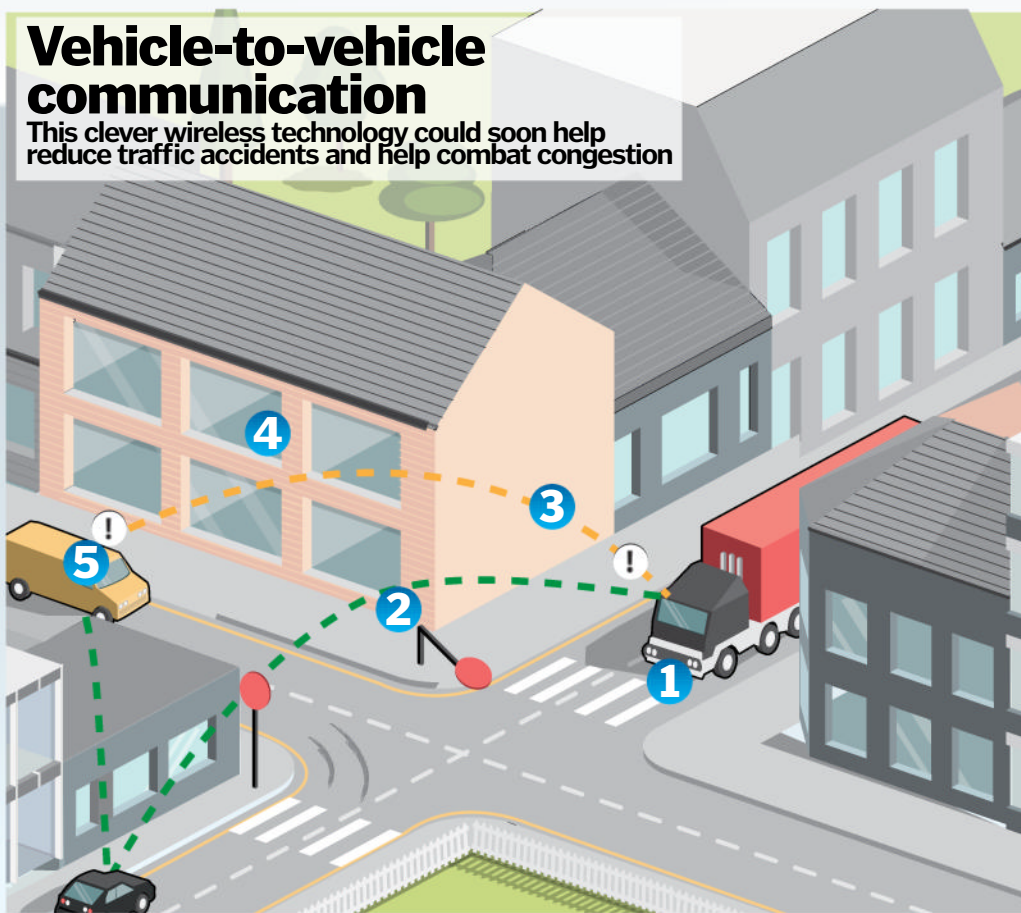 Vehicle-to-vehicle
communication
This clever wireless technology could soon help
reduce traffic accidents and help combat congestion
4
!
3
5
!
2
1